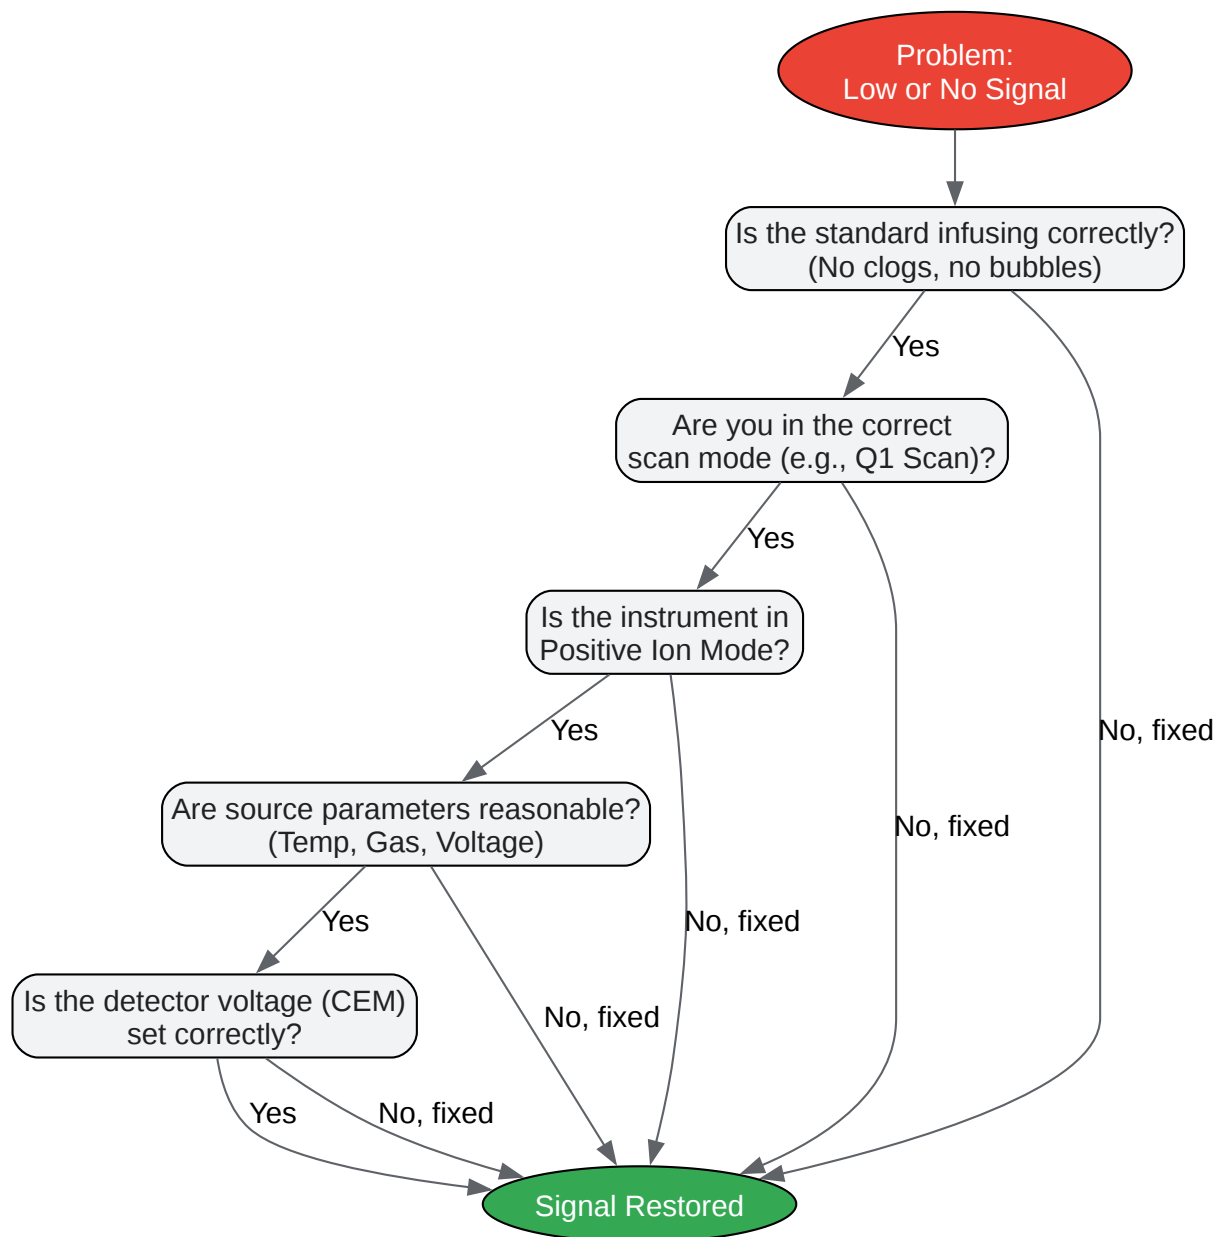 Problem:
Low or No Signal
Is the standard infusing correctly?
(No clogs, no bubbles)
Yes
Are you in the correct
scan mode (e.g., Q1 Scan)?
Yes
Is the instrument in
Positive Ion Mode?
Yes
No, fixed
Are source parameters reasonable?
(Temp, Gas, Voltage)
No, fixed
Yes
No, fixed
Is the detector voltage (CEM)
set correctly?
No, fixed
Yes
No, fixed
Signal Restored